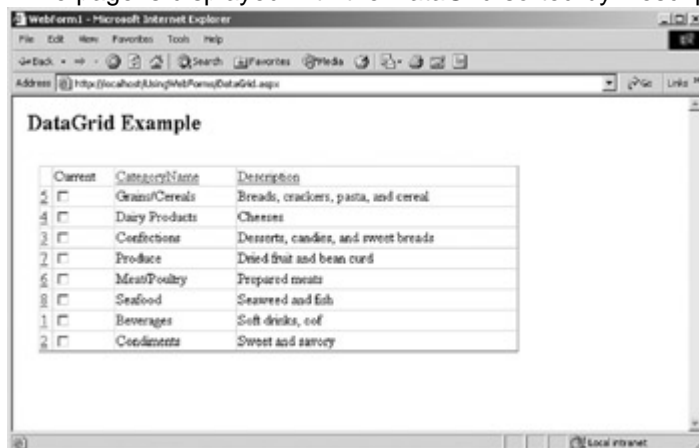 WebForm1 - Microsoft Internet Explorer
File Edit View Favorites Tools Help
Back Search Favorites Media
Address http://localhost/UsingWebForms/DataGrid.aspx Go Links
DataGrid Example
Current CategoryName Description
5 Grains/Cereals Breads, crackers, pasta, and cereal
4 Dairy Products Cheeses
3 Confections Desserts, candies, and sweet breads
7 Produce Dried fruit and bean curd
6 Meat/Poultry Prepared meats
8 Seafood Seaweed and fish
1 Beverages Soft drinks, cof
2 Condiments Sweet and savory
Local intranet